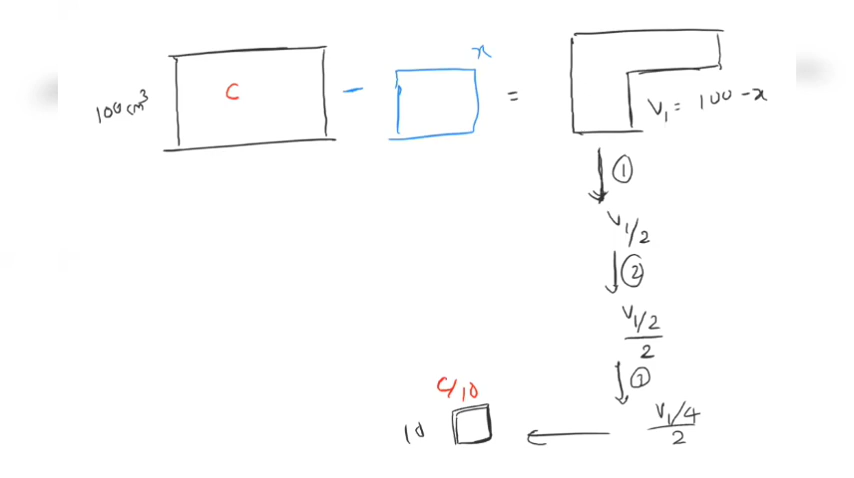 100 cm³
C
-
x
=
V₁ = 100 - x
①
V₁/2
②
V₁/2
2
③
V₁/4
2
C/10
10